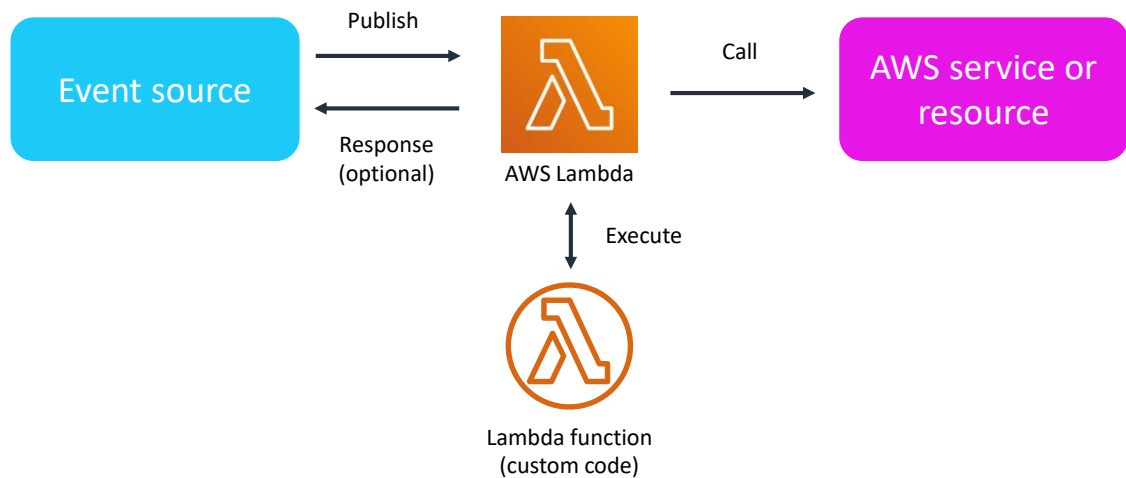 Publish
Event source
Response
(optional)
AWS Lambda
Call
AWS service or
resource
Execute
Lambda function
(custom code)